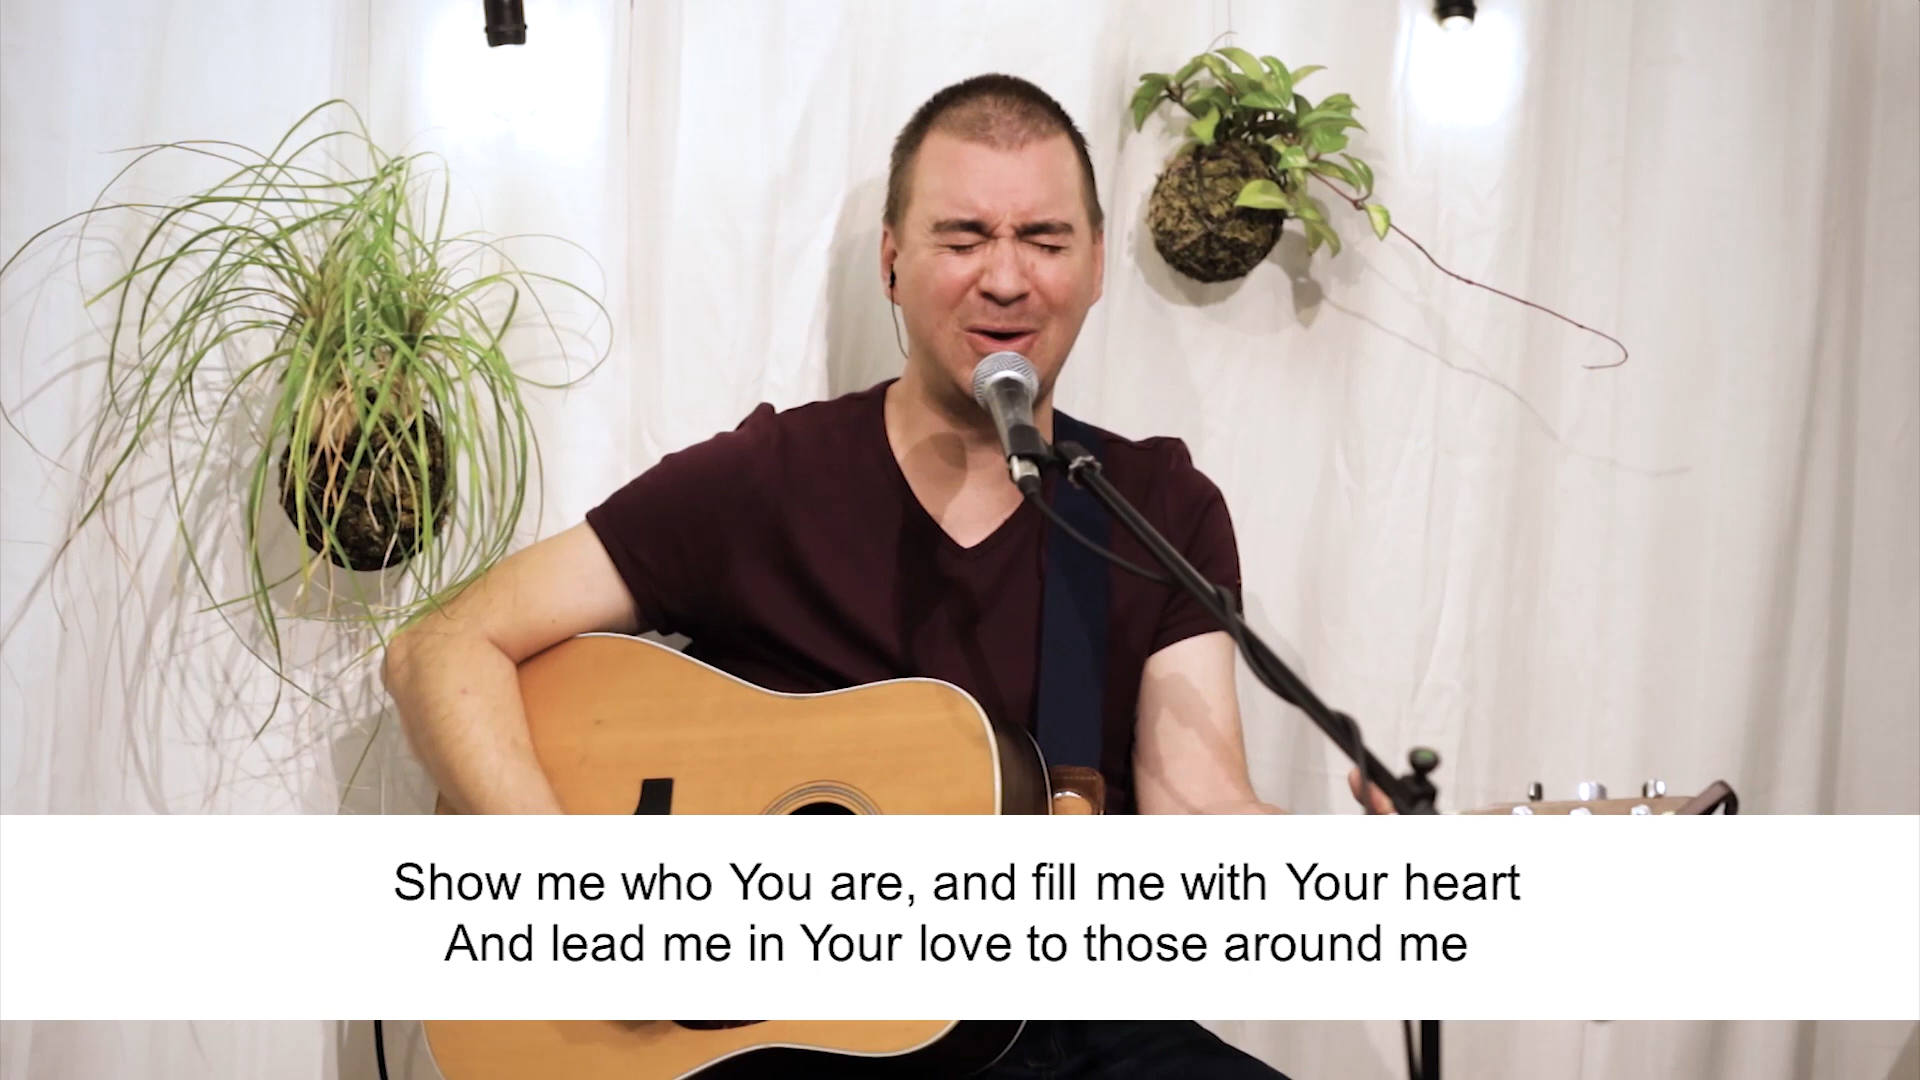 Show me who You are, and fill me with Your heart
And lead me in Your love to those around me